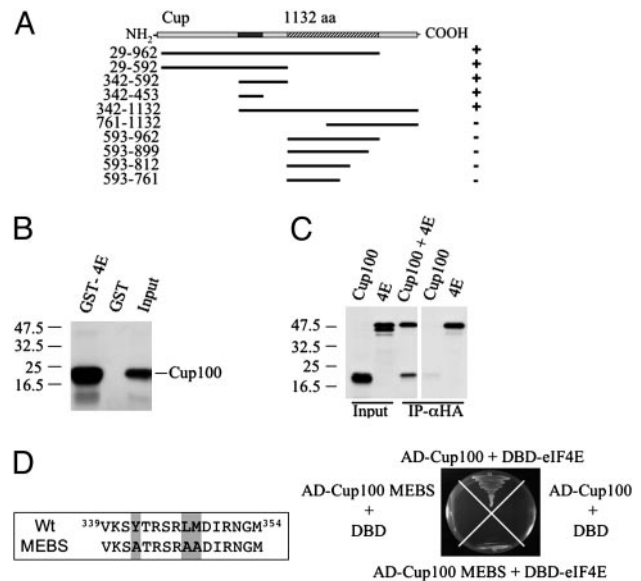 A
Cup 1132 aa
NH2- -COOH
29-962 +
29-592 +
342-592 +
342-453 +
342-1132 +
761-1132 -
593-962 -
593-899 -
593-812 -
593-761 -
B
GST- 4E GST Input
47.5
32.5
25
16.5
Cup100
C
Cup100 4E Cup100 + 4E Cup100 4E
47.5
32.5
25
16.5
Input IP-αHA
D
Wt 339VKSYTRSRLMDIRNGM354
MEBS VKSATRSRAADIRNGM
AD-Cup100 + DBD-eIF4E
AD-Cup100 MEBS
+
DBD
AD-Cup100
+
DBD
AD-Cup100 MEBS + DBD-eIF4E